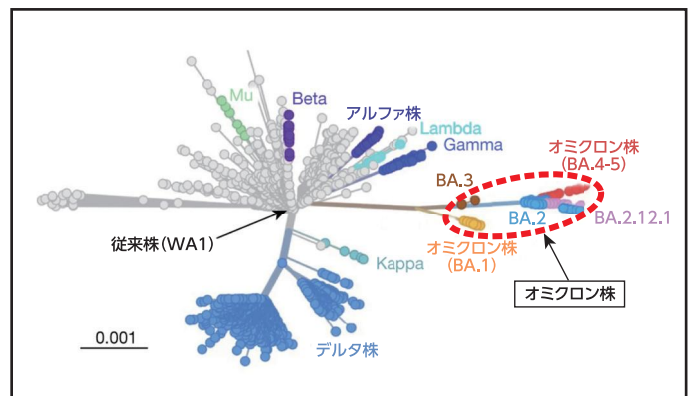 Mu
Beta
アルファ株
Lambda
Gamma
オミクロン株
(BA.4-5)
BA.3
BA.2
BA.2.12.1
従来株(WA1)
オミクロン株
(BA.1)
Kappa
オミクロン株
0.001
デルタ株